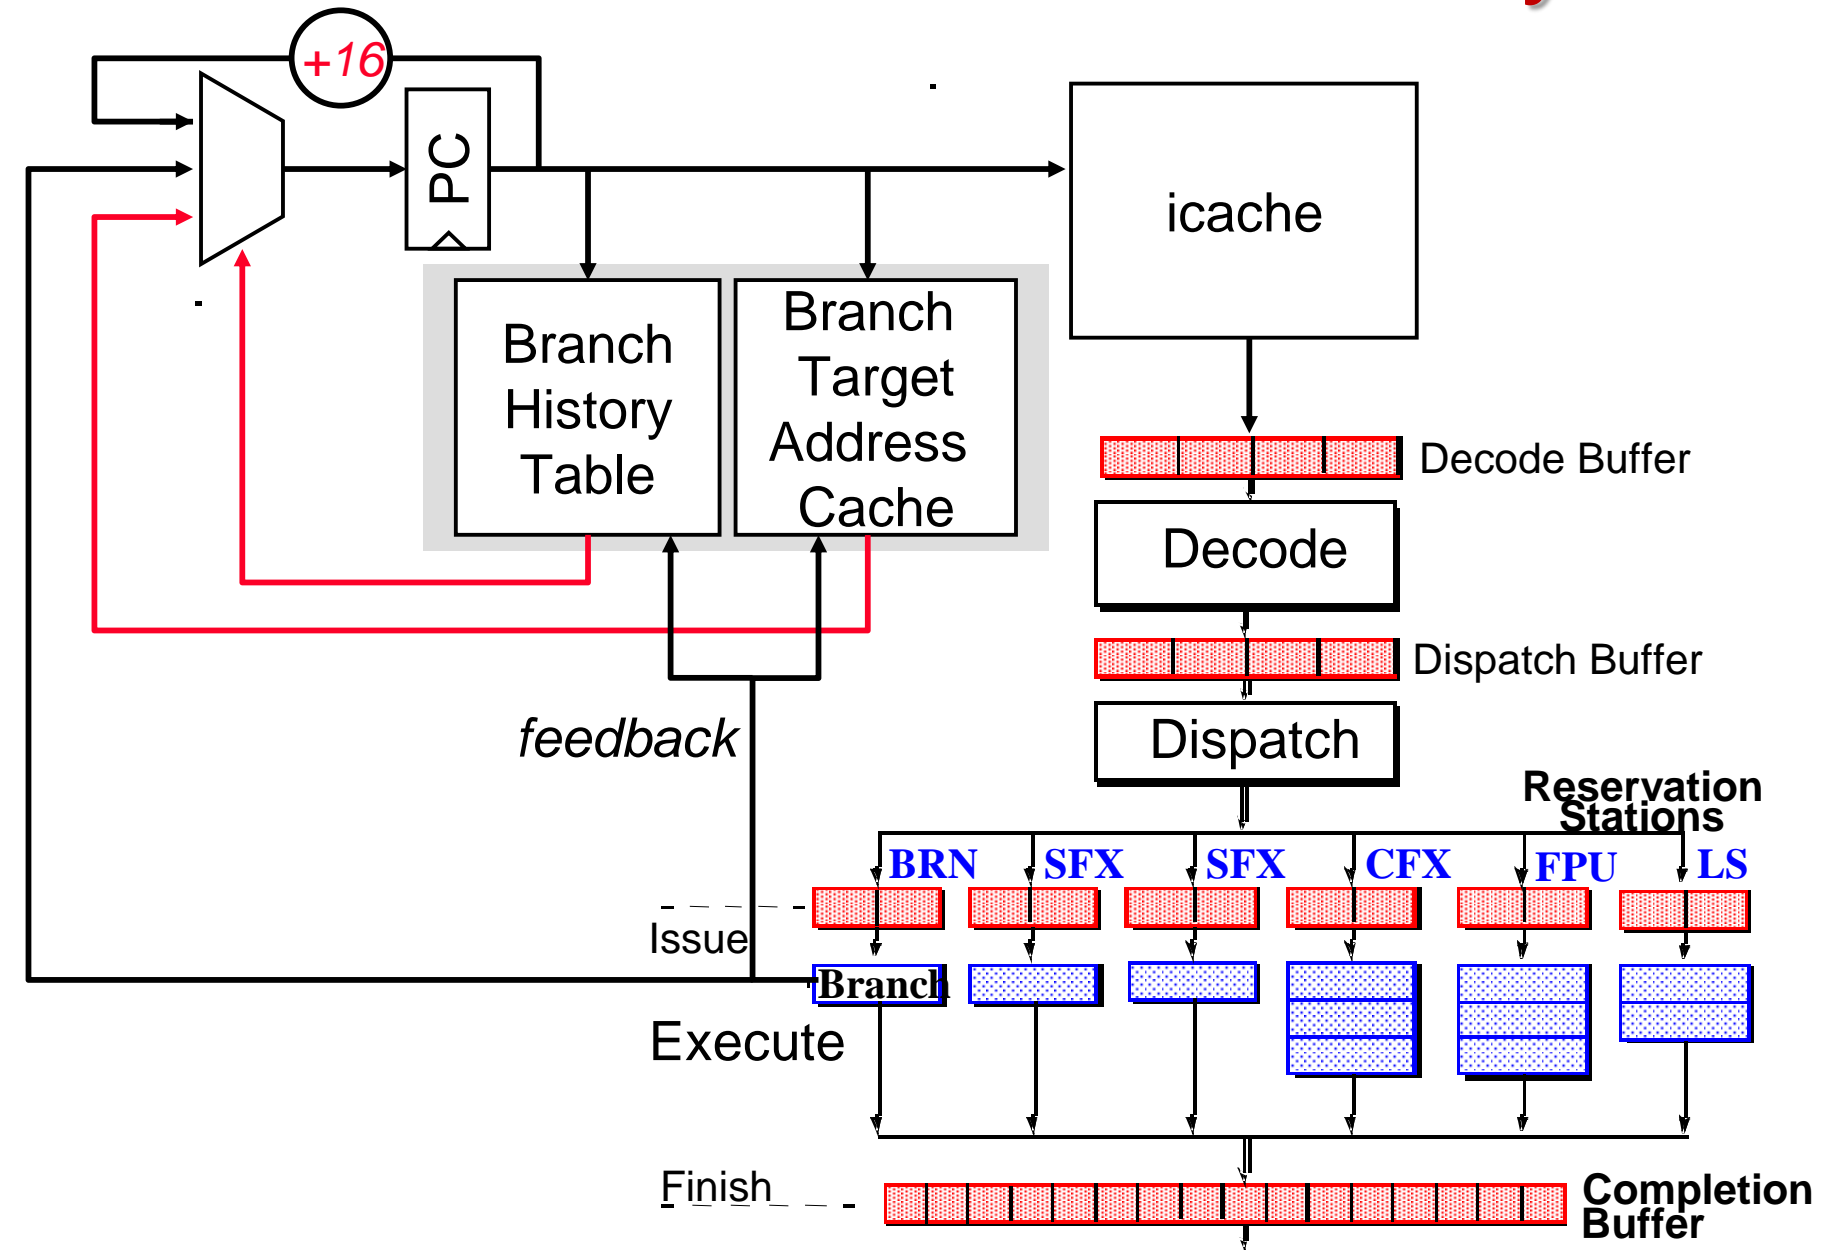 +16
PC
icache
Branch
History
Table
Branch
Target
Address
Cache
Decode Buffer
Decode
Dispatch Buffer
Dispatch
feedback
Reservation
Stations
BRN
SFX
SFX
CFX
FPU
LS
Issue
Branch
Execute
Finish
Completion
Buffer